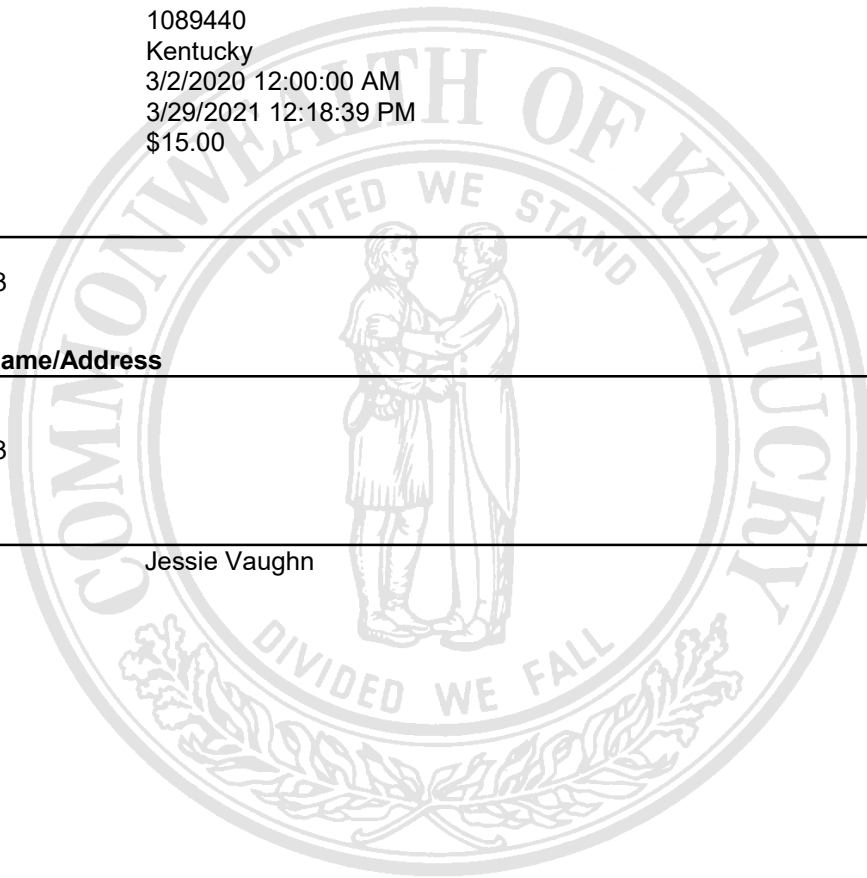 1089440
Kentucky
3/2/2020 12:00:00 AM
3/29/2021 12:18:39 PM
$15.00
3
ame/Address
3
Jessie Vaughn
COMMONWEALTH OF KENTUCKY
UNITED WE STAND
DIVIDED WE FALL